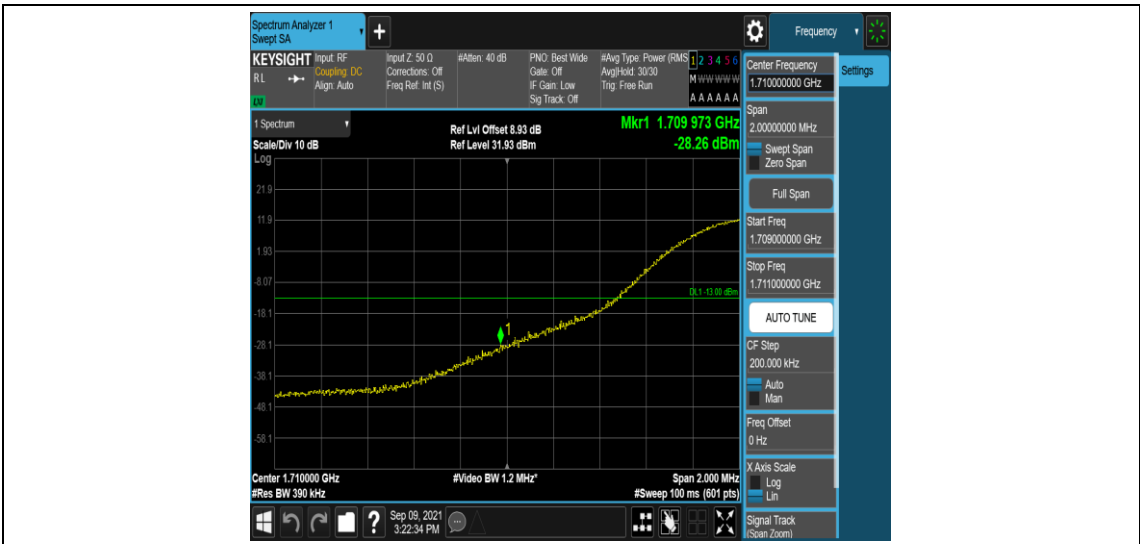 Spectrum Analyzer 1
Swept SA
+
Frequency
KEYSIGHT
RL
LXI
Input: RF
Coupling: DC
Align: Auto
Input Z: 50 Ω
Corrections: Off
Freq Ref: Int (S)
#Atten: 40 dB
PNO: Best Wide
Gate: Off
IF Gain: Low
Sig Track: Off
#Avg Type: Power (RMS
Avg|Hold: 30/30
Trig: Free Run
1 2 3 4 5 6
M W W W W W
A A A A A A
1 Spectrum
Scale/Div 10 dB
Ref Lvl Offset 8.93 dB
Ref Level 31.93 dBm
Mkr1 1.709 973 GHz
-28.26 dBm
Log
21.9
11.9
1.93
-8.07
DL1 -13.00 dBm
-18.1
1
-28.1
-38.1
-48.1
-58.1
Center 1.710000 GHz
#Video BW 1.2 MHz*
Span 2.000 MHz
#Res BW 390 kHz
#Sweep 100 ms (601 pts)
?
Sep 09, 2021
3:22:34 PM
Center Frequency
1.710000000 GHz
Settings
Span
2.00000000 MHz
Swept Span
Zero Span
Full Span
Start Freq
1.709000000 GHz
Stop Freq
1.711000000 GHz
AUTO TUNE
CF Step
200.000 kHz
Auto
Man
Freq Offset
0 Hz
X Axis Scale
Log
Lin
Signal Track
(Span Zoom)